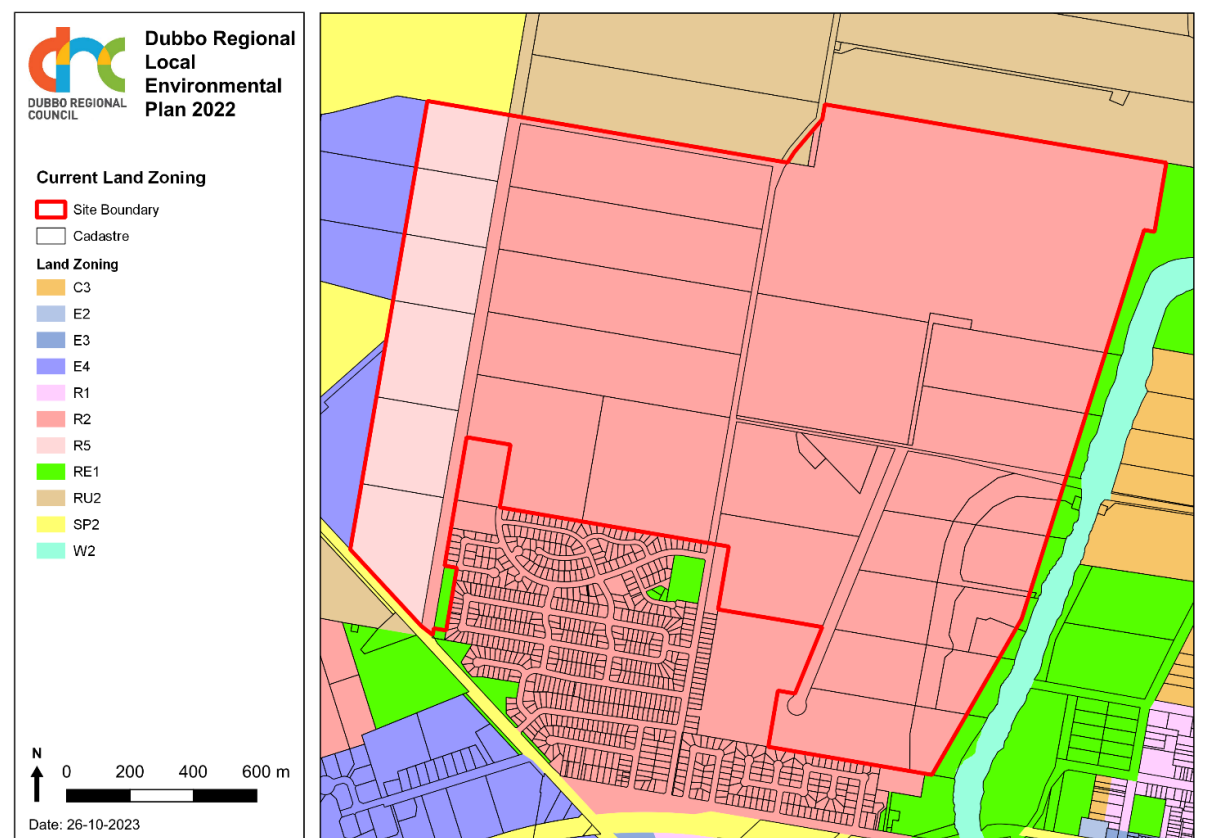 Dubbo Regional
Local
Environmental
Plan 2022
DUBBO REGIONAL
COUNCIL
Current Land Zoning
Site Boundary
Cadastre
Land Zoning
C3
E2
E3
E4
R1
R2
R5
RE1
RU2
SP2
W2
N
0 200 400 600 m
Date: 26-10-2023